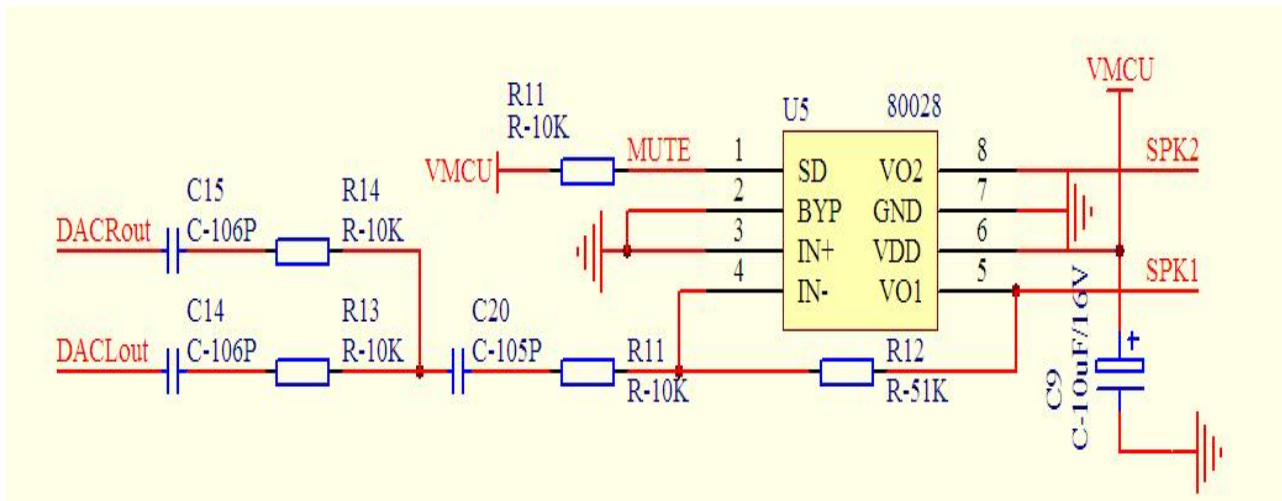 VMCU
R11
R-10K
U5
80028
MUTE
1
SD
VO2
8
SPK2
VMCU
C15
C-106P
R14
R-10K
2
BYP
GND
7
DACRout
3
IN+
VDD
6
C14
C-106P
R13
R-10K
4
IN-
VO1
5
SPK1
DACLout
C20
C-105P
R11
R-10K
R12
R-51K
+
C9
C-10uF/16V